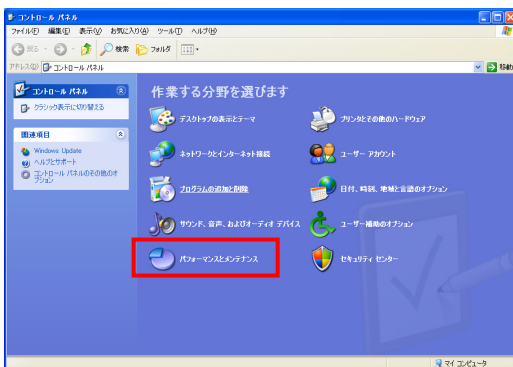 コントロール パネル
ファイル(F) 編集(E) 表示(V) お気に入り(A) ツール(T) ヘルプ(H)
戻る 検索 フォルダ
アドレス(D) コントロール パネル 移動
コントロール パネル
クラシック表示に切り替える
関連項目
Windows Update
ヘルプとサポート
コントロール パネルのその他のオプション
作業する分野を選びます
デスクトップの表示とテーマ プリンタとその他のハードウェア
ネットワークとインターネット接続 ユーザー アカウント
プログラムの追加と削除 日付、時刻、地域と言語のオプション
サウンド、音声、およびオーディオ デバイス ユーザー補助のオプション
パフォーマンスとメンテナンス セキュリティ センター
マイ コンピュータ